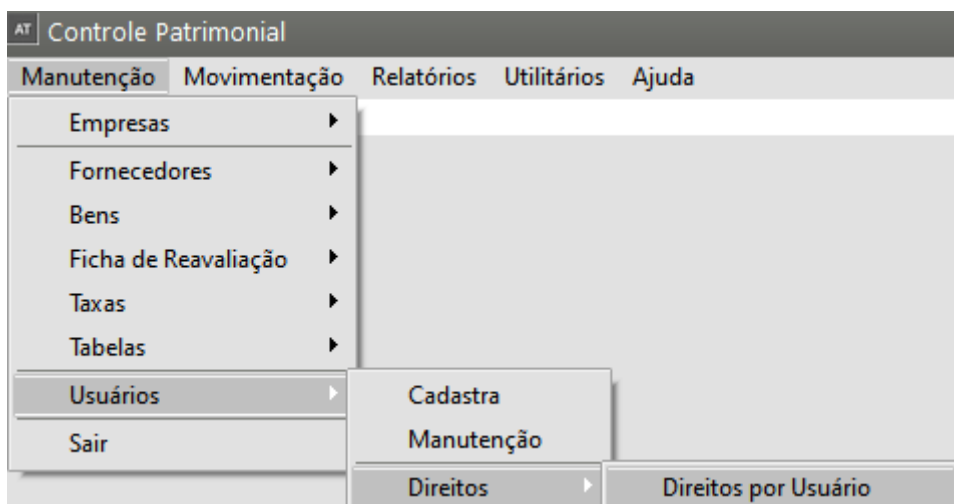 AT Controle Patrimonial
Manutenção Movimentação Relatórios Utilitários Ajuda
Empresas
Fornecedores
Bens
Ficha de Reavaliação
Taxas
Tabelas
Usuários Cadastra
Sair Manutenção
Direitos Direitos por Usuário